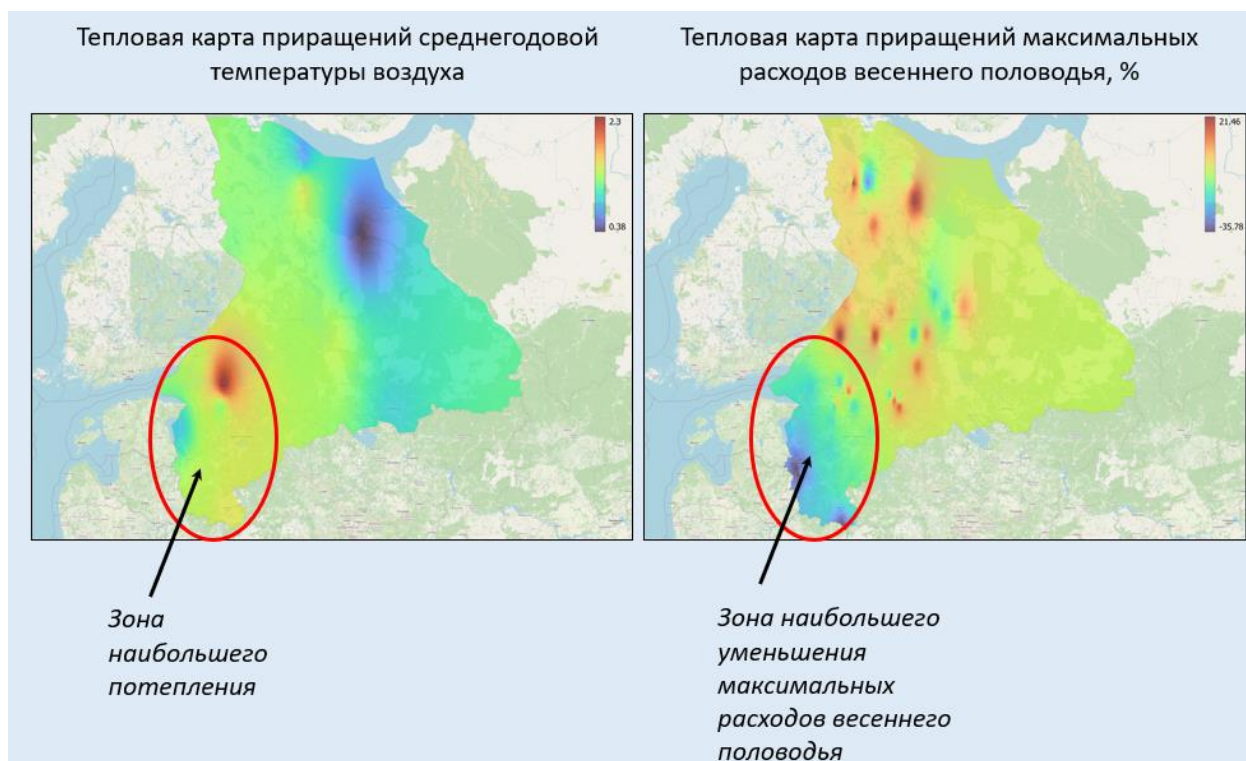 Тепловая карта приращений среднегодовой
температуры воздуха
Тепловая карта приращений максимальных
расходов весеннего половодья, %
2.3
0.38
21.46
-35.78
Зона
наибольшего
потепления
Зона наибольшего
уменьшения
максимальных
расходов весеннего
половодья